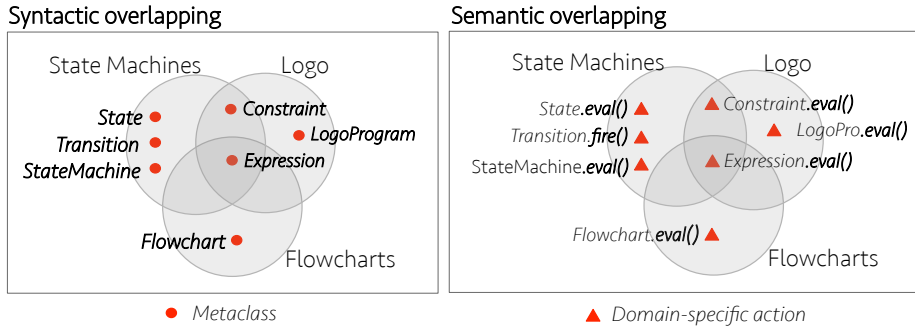 Syntactic overlapping
State Machines
Logo
State
Constraint
Transition
LogoProgram
StateMachine
Expression
Flowchart
Flowcharts
Metaclass
Semantic overlapping
State Machines
Logo
State.eval()
Constraint.eval()
Transition.fire()
LogoPro.eval()
StateMachine.eval()
Expression.eval()
Flowchart.eval()
Flowcharts
Domain-specific action